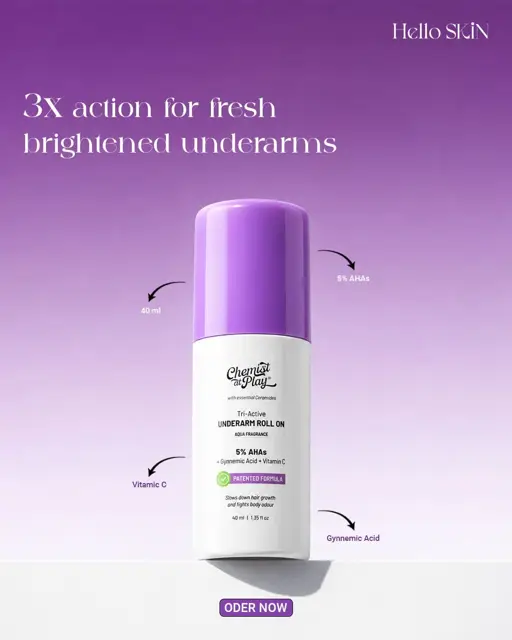 Hello SKiN
3X action for fresh
brightened underarms
5% AHAs
40 ml
Chemist
at Play®
with essential Ceramides
Tri-Active
UNDERARM ROLL ON
AQUA FRAGRANCE
5% AHAs
+ Gynnemic Acid + Vitamin C
PATENTED FORMULA
Slows down hair growth
and fights body odour
40 ml | 1.35 fl oz
Vitamic C
Gynnemic Acid
ODER NOW